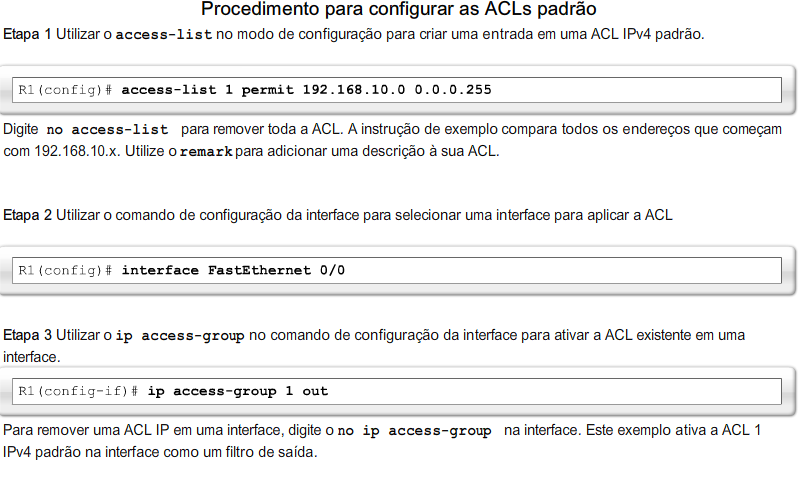 Procedimento para configurar as ACLs padrão
Etapa 1 Utilizar o access-list no modo de configuração para criar uma entrada em uma ACL IPv4 padrão.
R1(config)# access-list 1 permit 192.168.10.0 0.0.0.255
Digite no access-list para remover toda a ACL. A instrução de exemplo compara todos os endereços que começam
com 192.168.10.x. Utilize o remark para adicionar uma descrição à sua ACL.
Etapa 2 Utilizar o comando de configuração da interface para selecionar uma interface para aplicar a ACL
R1(config)# interface FastEthernet 0/0
Etapa 3 Utilizar o ip access-group no comando de configuração da interface para ativar a ACL existente em uma
interface.
R1(config-if)# ip access-group 1 out
Para remover uma ACL IP em uma interface, digite o no ip access-group na interface. Este exemplo ativa a ACL 1
IPv4 padrão na interface como um filtro de saída.